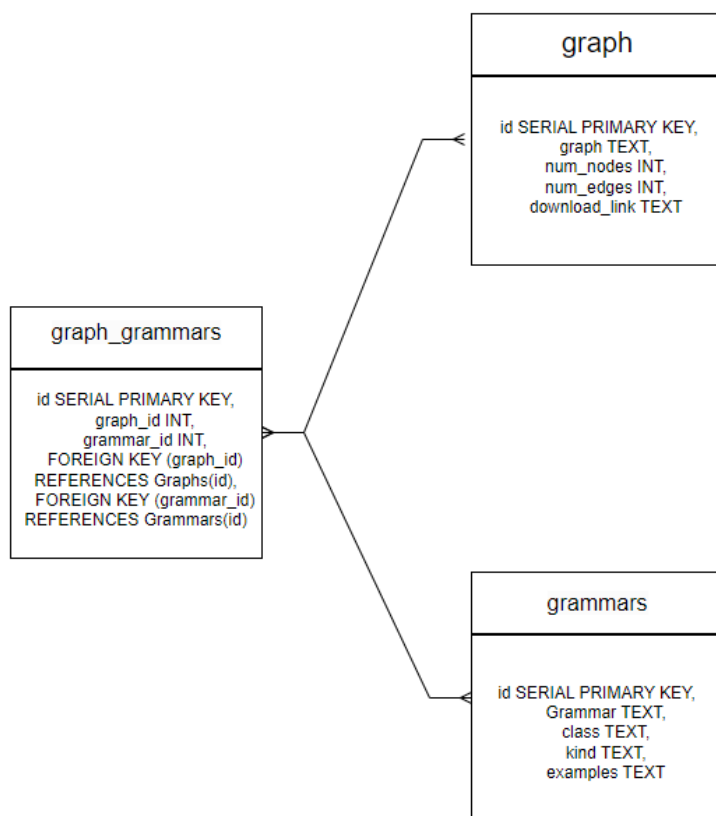 graph
id SERIAL PRIMARY KEY,
graph TEXT,
num_nodes INT,
num_edges INT,
download_link TEXT
graph_grammars
id SERIAL PRIMARY KEY,
graph_id INT,
grammar_id INT,
FOREIGN KEY (graph_id)
REFERENCES Graphs(id),
FOREIGN KEY (grammar_id)
REFERENCES Grammars(id)
grammars
id SERIAL PRIMARY KEY,
Grammar TEXT,
class TEXT,
kind TEXT,
examples TEXT